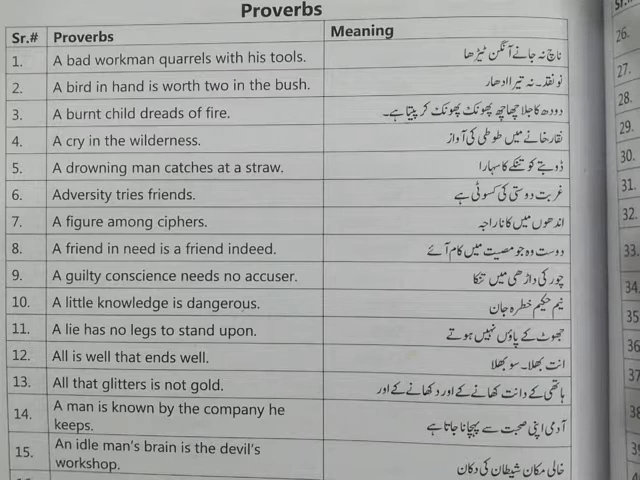 Proverbs
Sr.#
Sr.# Proverbs Meaning
1. A bad workman quarrels with his tools. ناچ نہ جانے آنگن ٹیڑھا
2. A bird in hand is worth two in the bush. نو نقد۔ نہ تیرا ادھار
3. A burnt child dreads of fire. دودھ کا جلا چھاچھ پھونک پھونک کر پیتا ہے۔
4. A cry in the wilderness. نقار خانے میں طوطی کی آواز
5. A drowning man catches at a straw. ڈوبتے کو تنکے کا سہارا
6. Adversity tries friends. غربت دوستی کی کسوٹی ہے
7. A figure among ciphers. اندھوں میں کانا راجہ
8. A friend in need is a friend indeed. دوست وہ جو مصیبت میں کام آئے
9. A guilty conscience needs no accuser. چور کی داڑھی میں تنکا
10. A little knowledge is dangerous. نیم حکیم خطرہ جان
11. A lie has no legs to stand upon. جھوٹ کے پاؤں نہیں ہوتے
12. All is well that ends well. انت بھلا۔ سو بھلا
13. All that glitters is not gold. ہاتھی کے دانت کھانے کے اور دکھانے کے اور
14. A man is known by the company he
keeps. آدمی اپنی صحبت سے پہچانا جاتا ہے
15. An idle man's brain is the devil's
workshop. خالی مکان شیطان کی دکان
26.
27.
28.
29.
30.
31.
32.
33.
34.
35
36
37
38